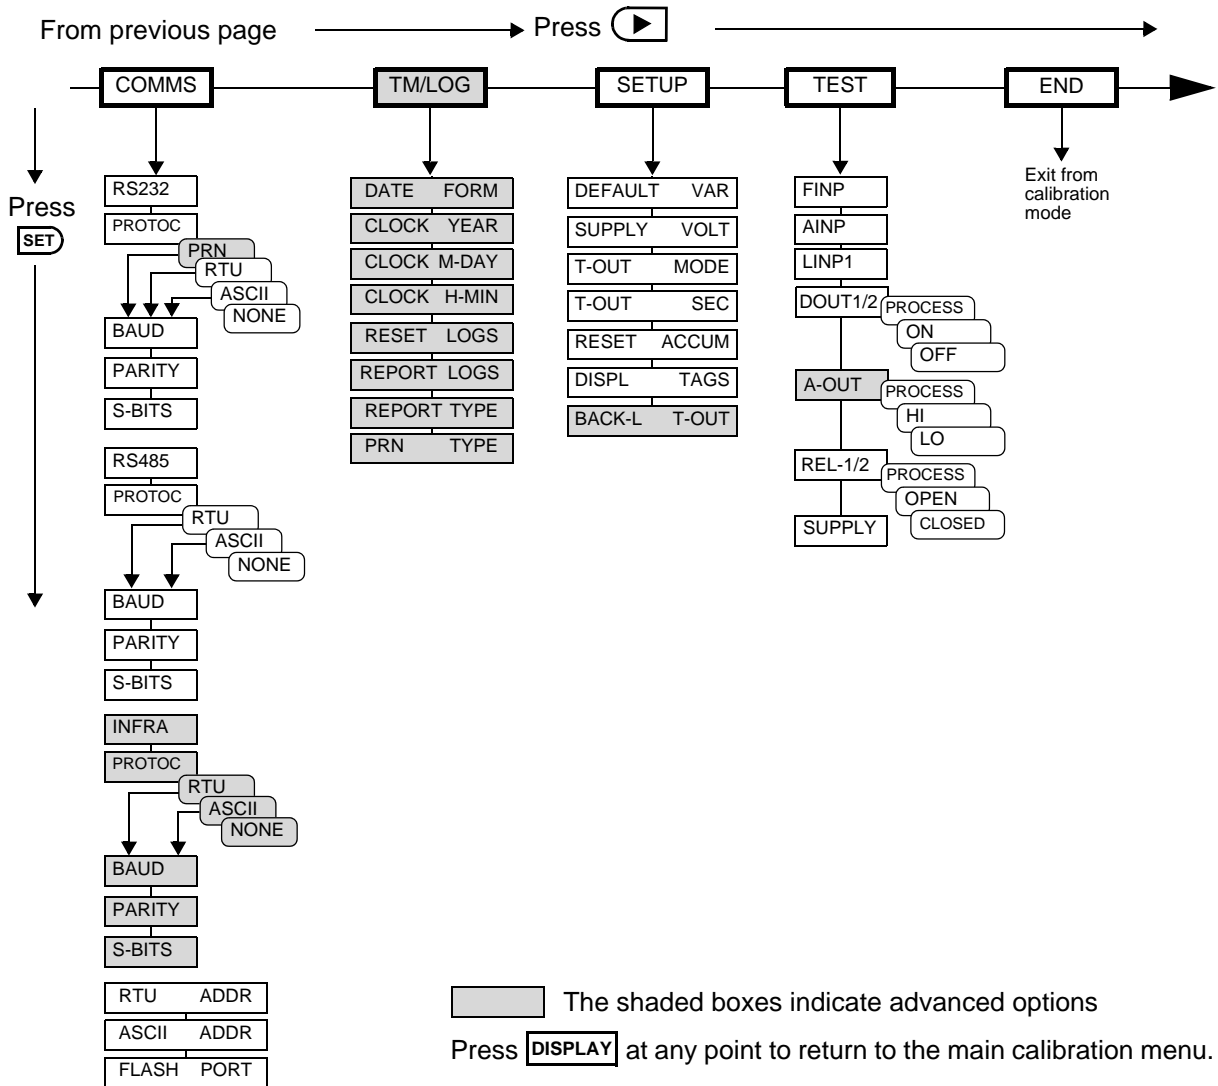 From previous page
Press
COMMS
TM/LOG
SETUP
TEST
END
Press
SET
RS232
PROTOC
PRN
RTU
ASCII
NONE
BAUD
PARITY
S-BITS
RS485
PROTOC
RTU
ASCII
NONE
BAUD
PARITY
S-BITS
INFRA
PROTOC
RTU
ASCII
NONE
BAUD
PARITY
S-BITS
RTU ADDR
ASCII ADDR
FLASH PORT
DATE FORM
CLOCK YEAR
CLOCK M-DAY
CLOCK H-MIN
RESET LOGS
REPORT LOGS
REPORT TYPE
PRN TYPE
DEFAULT VAR
SUPPLY VOLT
T-OUT MODE
T-OUT SEC
RESET ACCUM
DISPL TAGS
BACK-L T-OUT
FINP
AINP
LINP1
DOUT1/2
PROCESS
ON
OFF
A-OUT
PROCESS
HI
LO
REL-1/2
PROCESS
OPEN
CLOSED
SUPPLY
Exit from
calibration
mode
The shaded boxes indicate advanced options
Press DISPLAY at any point to return to the main calibration menu.